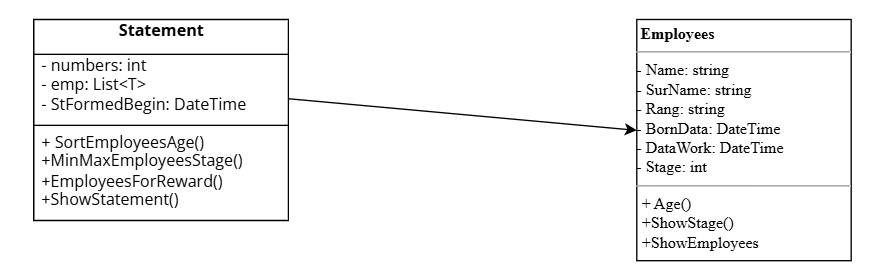 Statement
- numbers: int
- emp: List<T>
- StFormedBegin: DateTime
+ SortEmployeesAge()
+MinMaxEmployeesStage()
+EmployeesForReward()
+ShowStatement()
Employees
- Name: string
- SurName: string
- Rang: string
- BornData: DateTime
- DataWork: DateTime
- Stage: int
+ Age()
+ShowStage()
+ShowEmployees